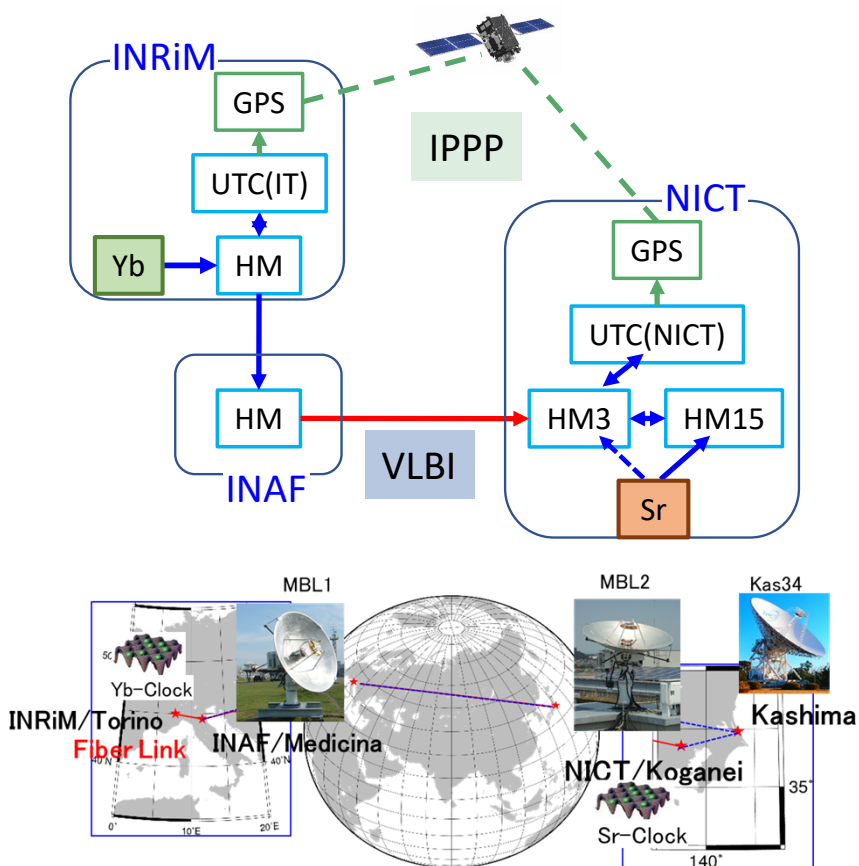 INRiM
GPS
IPPP
UTC(IT)
NICT
Yb
HM
GPS
UTC(NICT)
HM
HM3
HM15
VLBI
INAF
Sr
MBL1
MBL2
Kas34
50
Yb-Clock
INRiM/Torino
Fiber Link
INAF/Medicina
Kashima
40°N
40°N
NICT/Koganei
35°
Sr-Clock
0°
10°E
20°E
140°